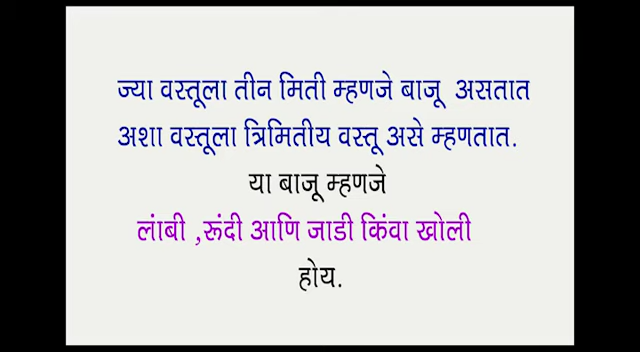 ज्या वस्तूला तीन मिती म्हणजे बाजू असतात
अशा वस्तूला त्रिमितीय वस्तू असे म्हणतात.
या बाजू म्हणजे
लांबी ,रूंदी आणि जाडी किंवा खोली
होय.